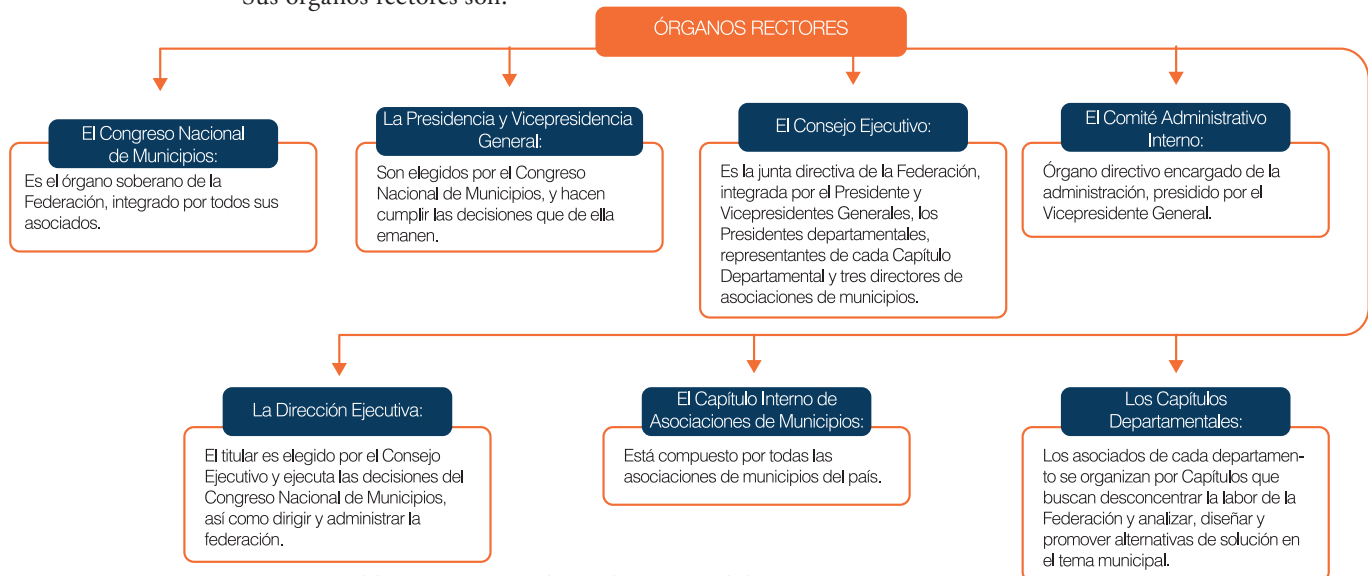 Sus órganos rectores son:
ÓRGANOS RECTORES
El Congreso Nacional
de Municipios:
Es el órgano soberano de la
Federación, integrado por todos sus
asociados.
La Presidencia y Vicepresidencia
General:
Son elegidos por el Congreso
Nacional de Municipios, y hacen
cumplir las decisiones que de ella
emanen.
El Consejo Ejecutivo:
Es la junta directiva de la Federación,
integrada por el Presidente y
Vicepresidentes Generales, los
Presidentes departamentales,
representantes de cada Capítulo
Departamental y tres directores de
asociaciones de municipios.
El Comité Administrativo
Interno:
Órgano directivo encargado de la
administración, presidido por el
Vicepresidente General.
La Dirección Ejecutiva:
El titular es elegido por el Consejo
Ejecutivo y ejecuta las decisiones del
Congreso Nacional de Municipios,
así como dirigir y administrar la
federación.
El Capítulo Interno de
Asociaciones de Municipios:
Está compuesto por todas las
asociaciones de municipios del país.
Los Capítulos
Departamentales:
Los asociados de cada departamen-
to se organizan por Capítulos que
buscan desconcentrar la labor de la
Federación y analizar, diseñar y
promover alternativas de solución en
el tema municipal.